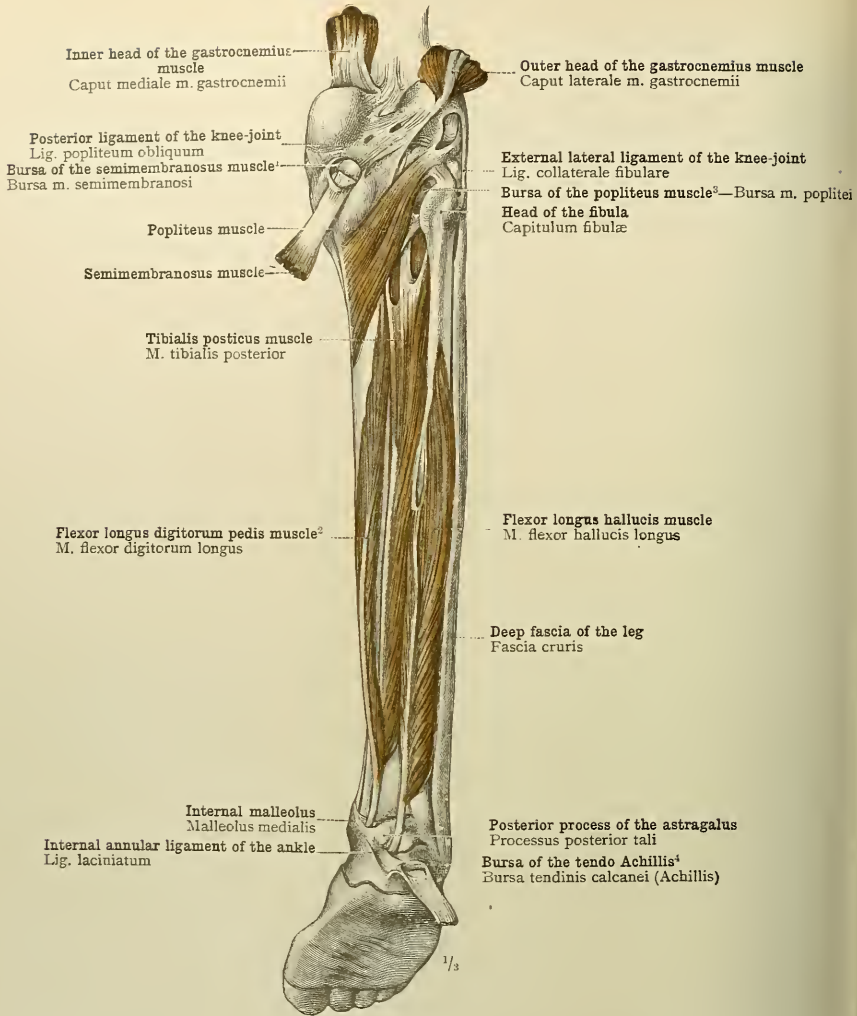 Inner head of the gastrocnemius
muscle
Caput mediale m. gastrocnemii
Outer head of the gastrocnemius muscle
Caput laterale m. gastrocnemii
Posterior ligament of the knee-joint
Lig. popliteum obliquum
Bursa of the semimembranosus muscle¹
Bursa m. semimembranosi
External lateral ligament of the knee-joint
Lig. collaterale fibulare
Bursa of the popliteus muscle³—Bursa m. poplitei
Head of the fibula
Capitulum fibulæ
Popliteus muscle
Semimembranosus muscle
Tibialis posticus muscle
M. tibialis posterior
Flexor longus digitorum pedis muscle²
M. flexor digitorum longus
Flexor longus hallucis muscle
M. flexor hallucis longus
Deep fascia of the leg
Fascia cruris
Internal malleolus
Malleolus medialis
Internal annular ligament of the ankle
Lig. laciniatum
Posterior process of the astragalus
Processus posterior tali
Bursa of the tendo Achillis⁴
Bursa tendinis calcanei (Achillis)
1/3